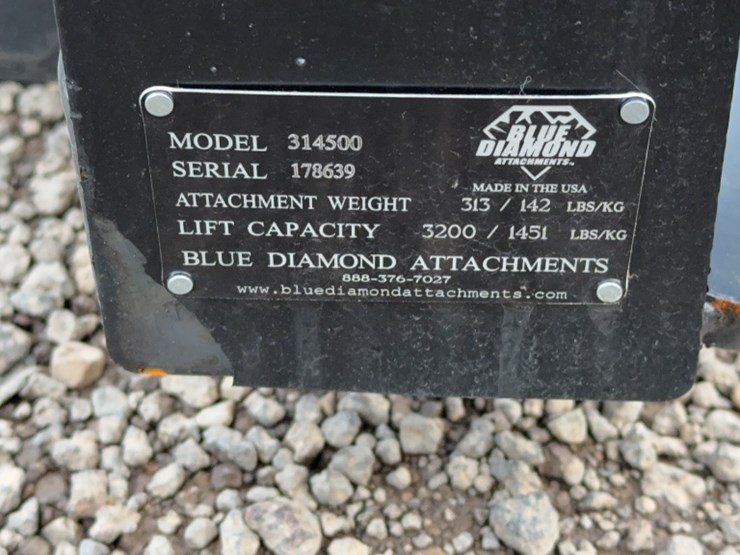 BLUE
DIAMOND
ATTACHMENTS
MADE IN THE USA
MODEL 314500
SERIAL 178639
ATTACHMENT WEIGHT 313 / 142 LBS/KG
LIFT CAPACITY 3200 / 1451 LBS/KG
BLUE DIAMOND ATTACHMENTS
888-376-7027
www.bluediamondattachments.com